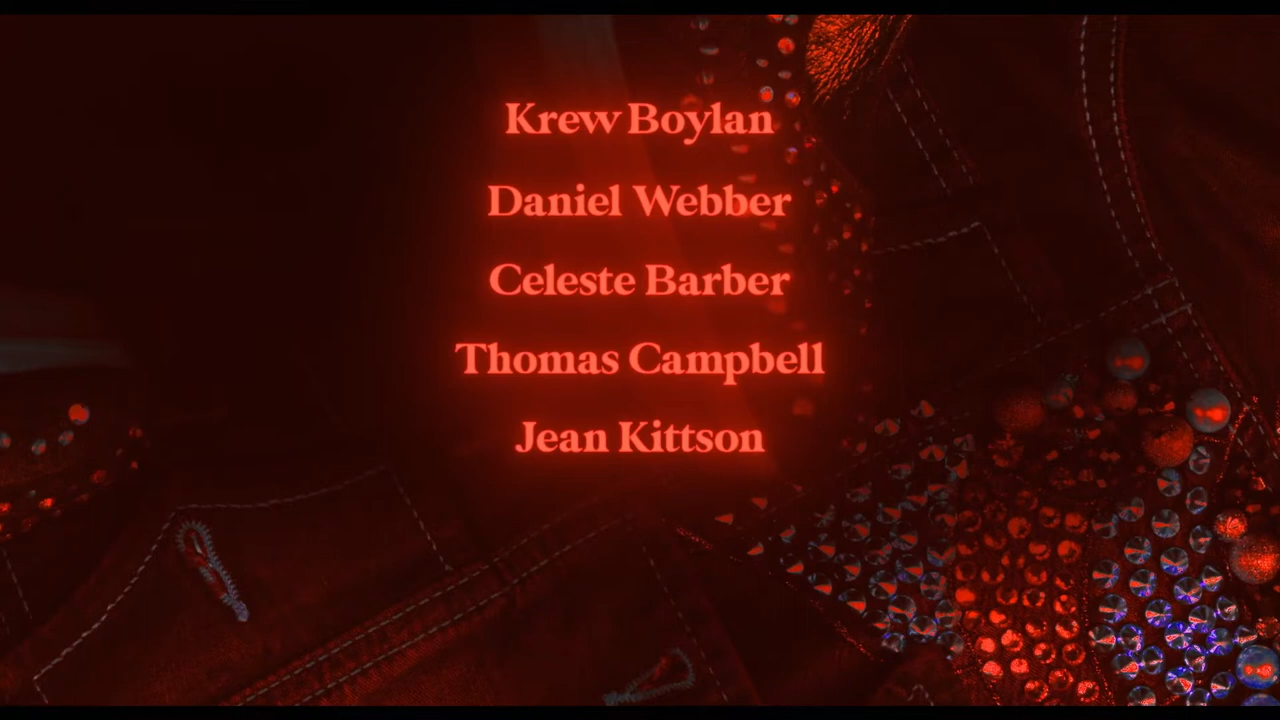 Krew Boylan
Daniel Webber
Celeste Barber
Thomas Campbell
Jean Kittson